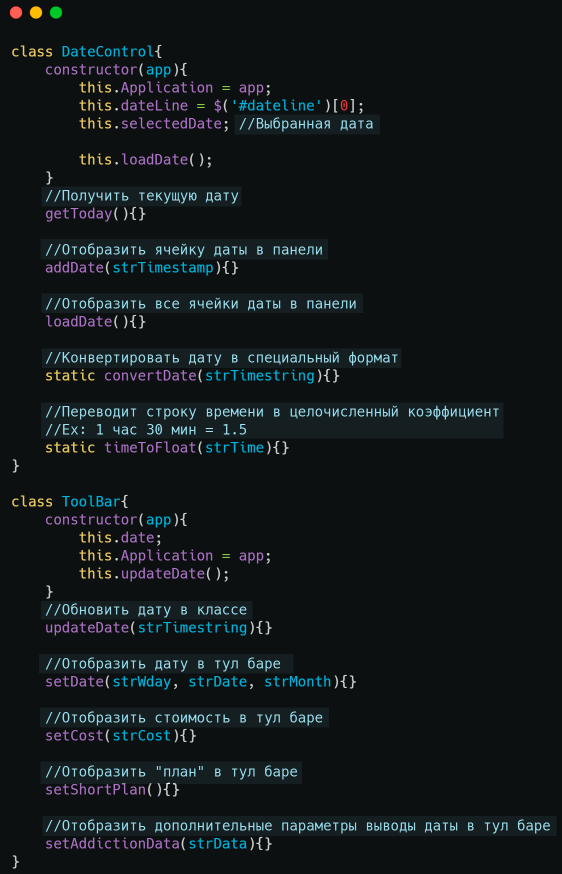 class DateControl{
constructor(app){
this.Application = app;
this.dateLine = $('#dateline')[0];
this.selectedDate; //Выбранная дата
this.loadDate();
}
//Получить текущую дату
getToday(){}
//Отобразить ячейку даты в панели
addDate(strTimestamp){}
//Отобразить все ячейки даты в панели
loadDate(){}
//Конвертировать дату в специальный формат
static convertDate(strTimestring){}
//Переводит строку времени в целочисленный коэффициент
//Ex: 1 час 30 мин = 1.5
static timeToFloat(strTime){}
}
class ToolBar{
constructor(app){
this.date;
this.Application = app;
this.updateDate();
}
//Обновить дату в классе
updateDate(strTimestring){}
//Отобразить дату в тул баре
setDate(strWday, strDate, strMonth){}
//Отобразить стоимость в тул баре
setCost(strCost){}
//Отобразить "план" в тул баре
setShortPlan(){}
//Отобразить дополнительные параметры выводы даты в тул баре
setAddictionData(strData){}
}